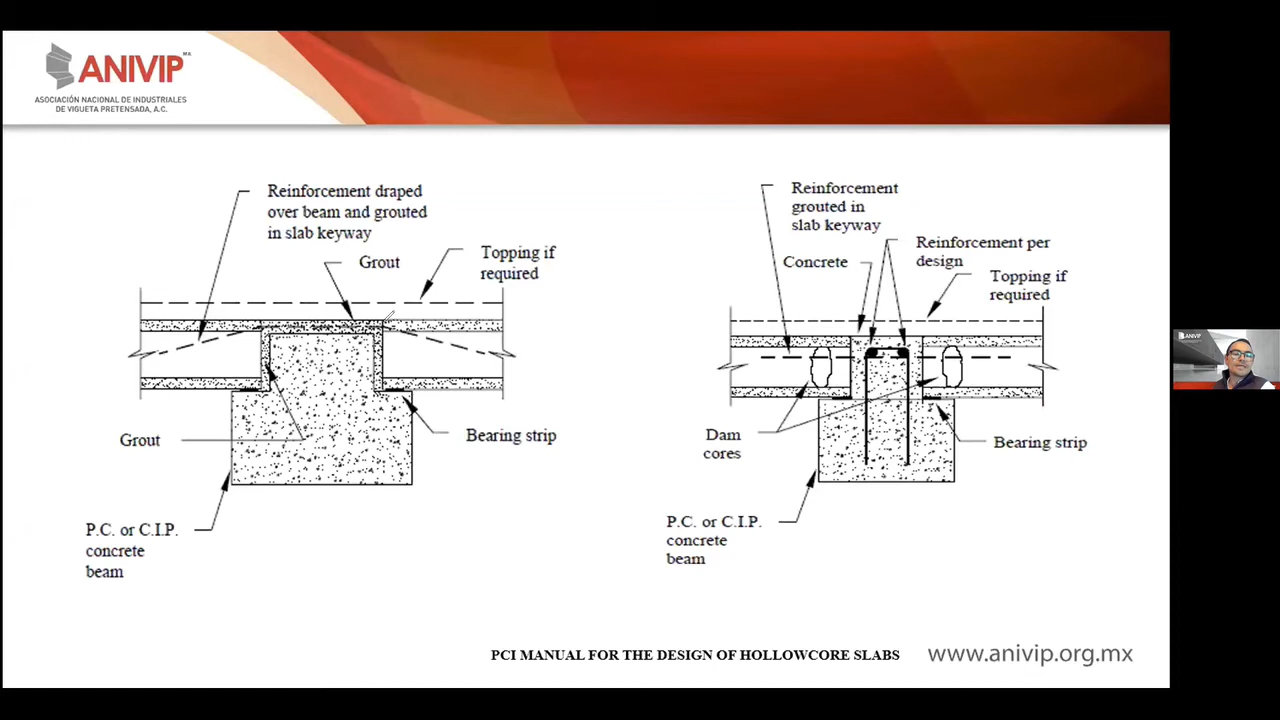 ANIVIP
ASOCIACIÓN NACIONAL DE INDUSTRIALES
DE VIGUETA PRETENSADA, A.C.
Reinforcement draped
over beam and grouted
in slab keyway
Grout
Topping if
required
Grout
Bearing strip
P.C. or C.I.P.
concrete
beam
Reinforcement
grouted in
slab keyway
Concrete
Reinforcement per
design
Topping if
required
Dam
cores
Bearing strip
P.C. or C.I.P.
concrete
beam
PCI MANUAL FOR THE DESIGN OF HOLLOWCORE SLABS
www.anivip.org.mx
ANIVIP